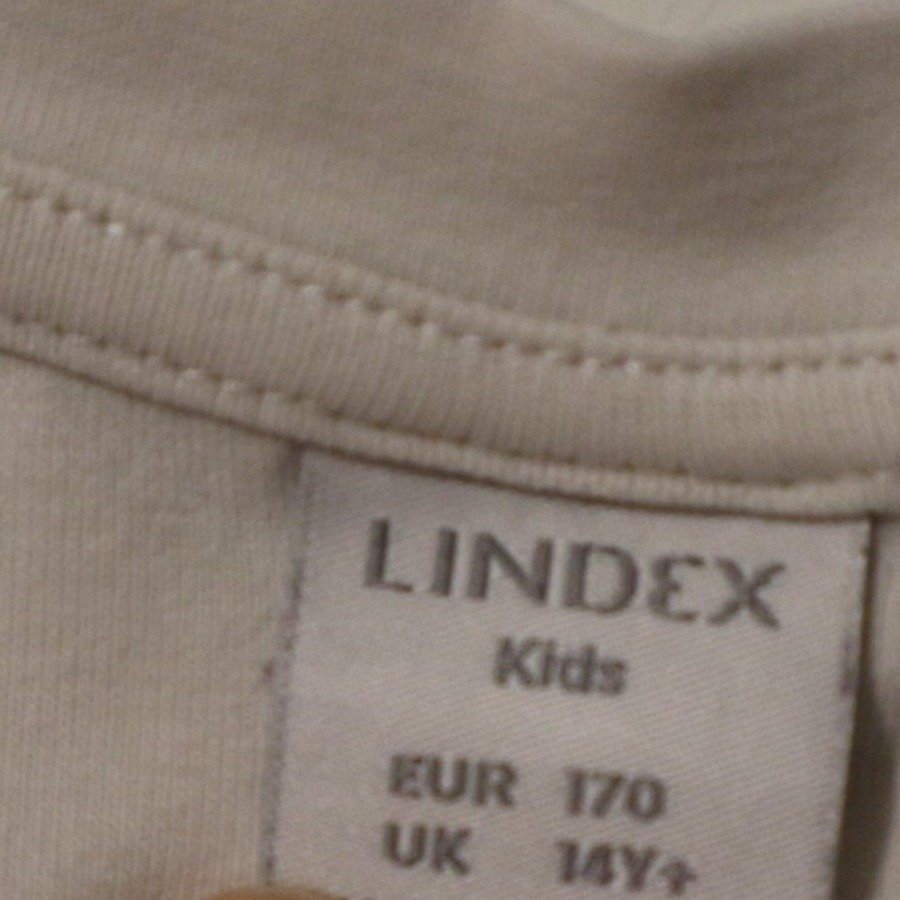 LINDEX
Kids
EUR 170
UK 14Y+